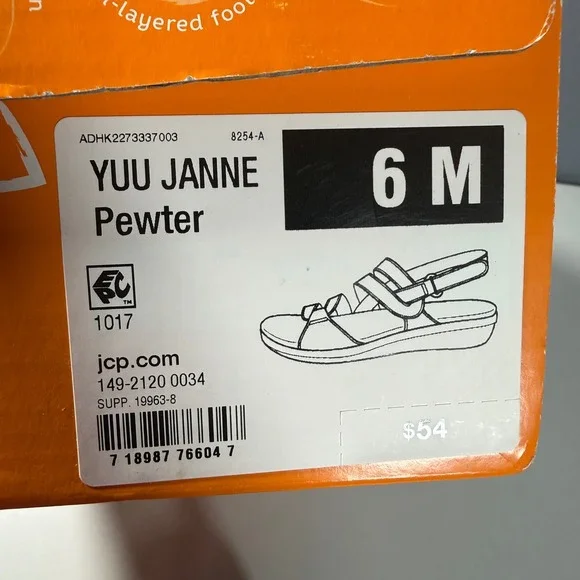 -layered foo
ADHK2273337003 8254-A
YUU JANNE
Pewter
6 M
EPC™
1017
jcp.com
149-2120 0034
SUPP. 19963-8
7 18987 76604 7
$54